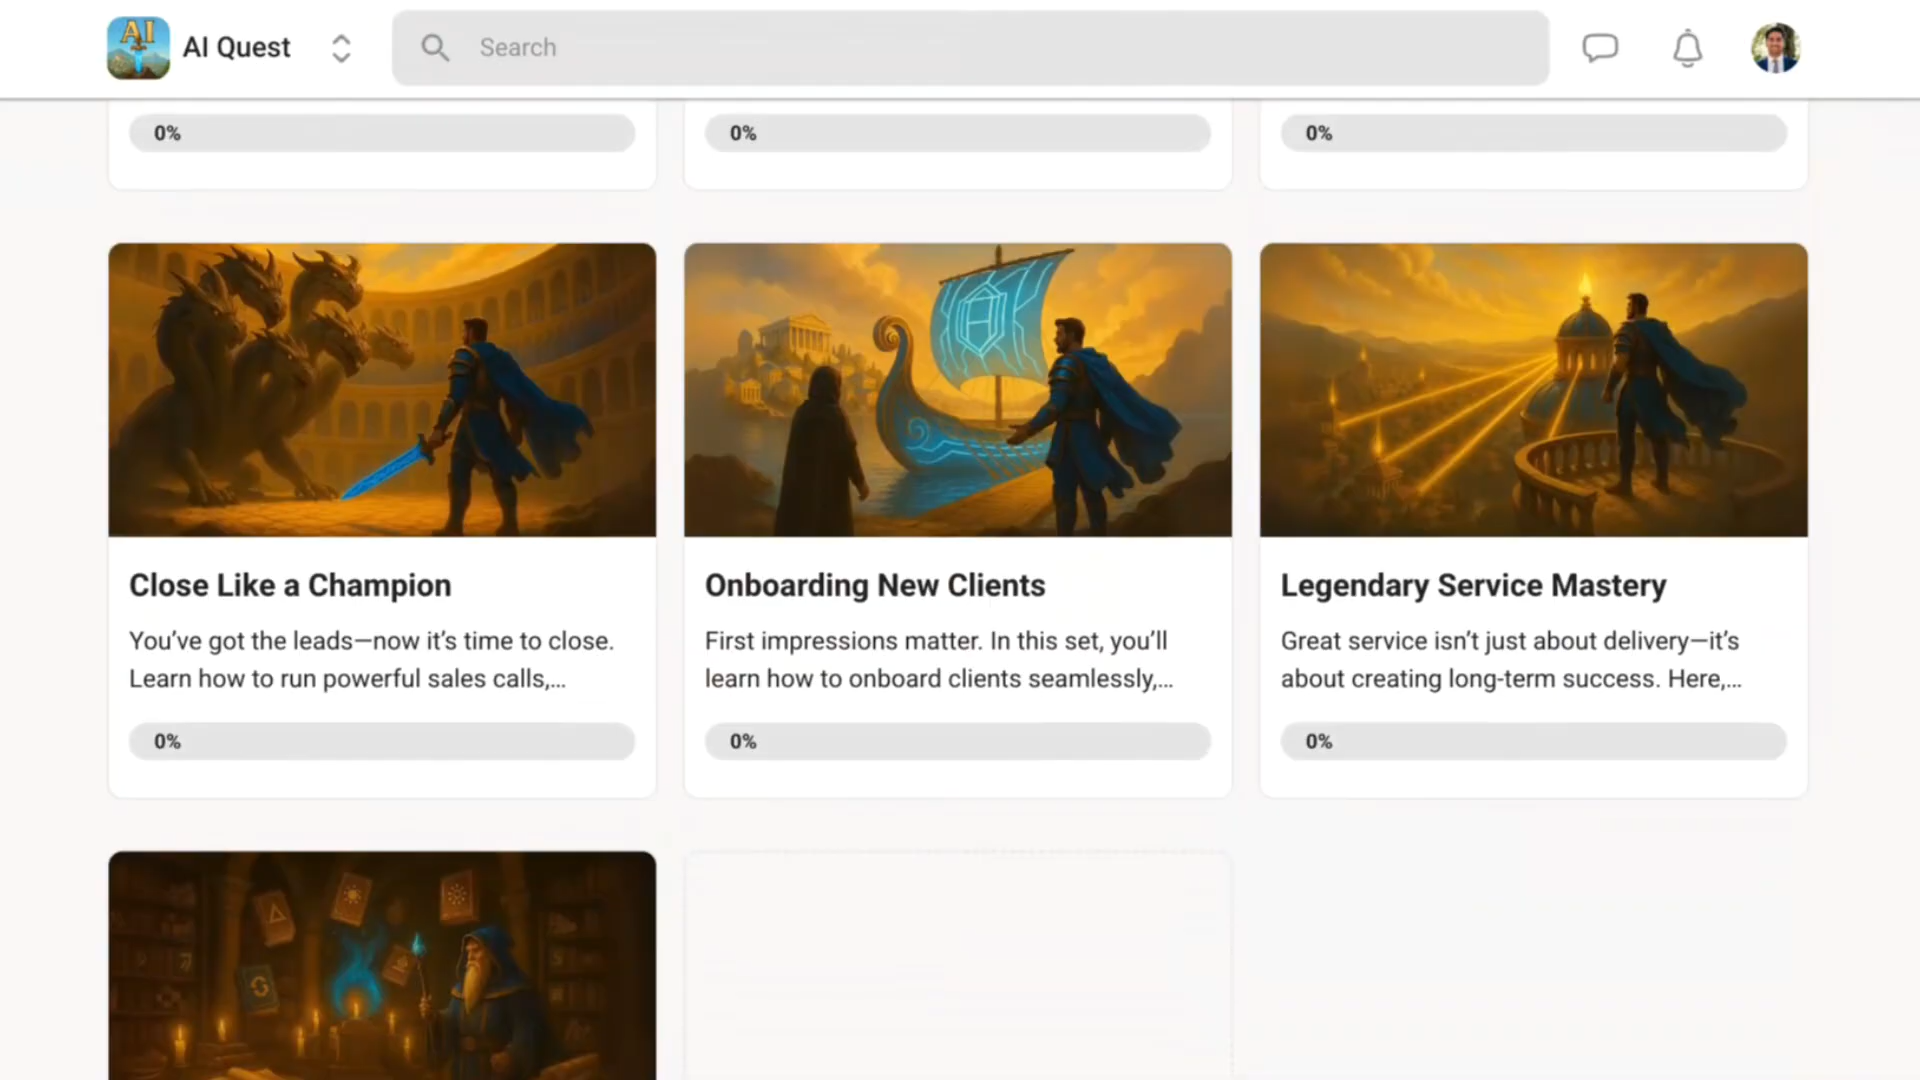 AI
AI Quest
Search
0%
0%
0%
Close Like a Champion
You’ve got the leads—now it’s time to close.
Learn how to run powerful sales calls,...
0%
Onboarding New Clients
First impressions matter. In this set, you’ll
learn how to onboard clients seamlessly,...
0%
Legendary Service Mastery
Great service isn’t just about delivery—it’s
about creating long-term success. Here,...
0%